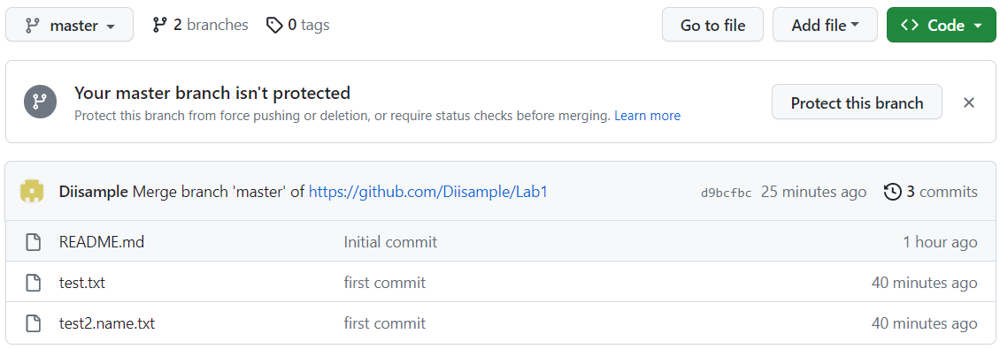 master 2 branches 0 tags Go to file Add file Code
Your master branch isn't protected
Protect this branch from force pushing or deletion, or require status checks before merging. Learn more
Protect this branch
Diisample Merge branch 'master' of https://github.com/Diisample/Lab1 d9bcfbc 25 minutes ago 3 commits
README.md Initial commit 1 hour ago
test.txt first commit 40 minutes ago
test2.name.txt first commit 40 minutes ago